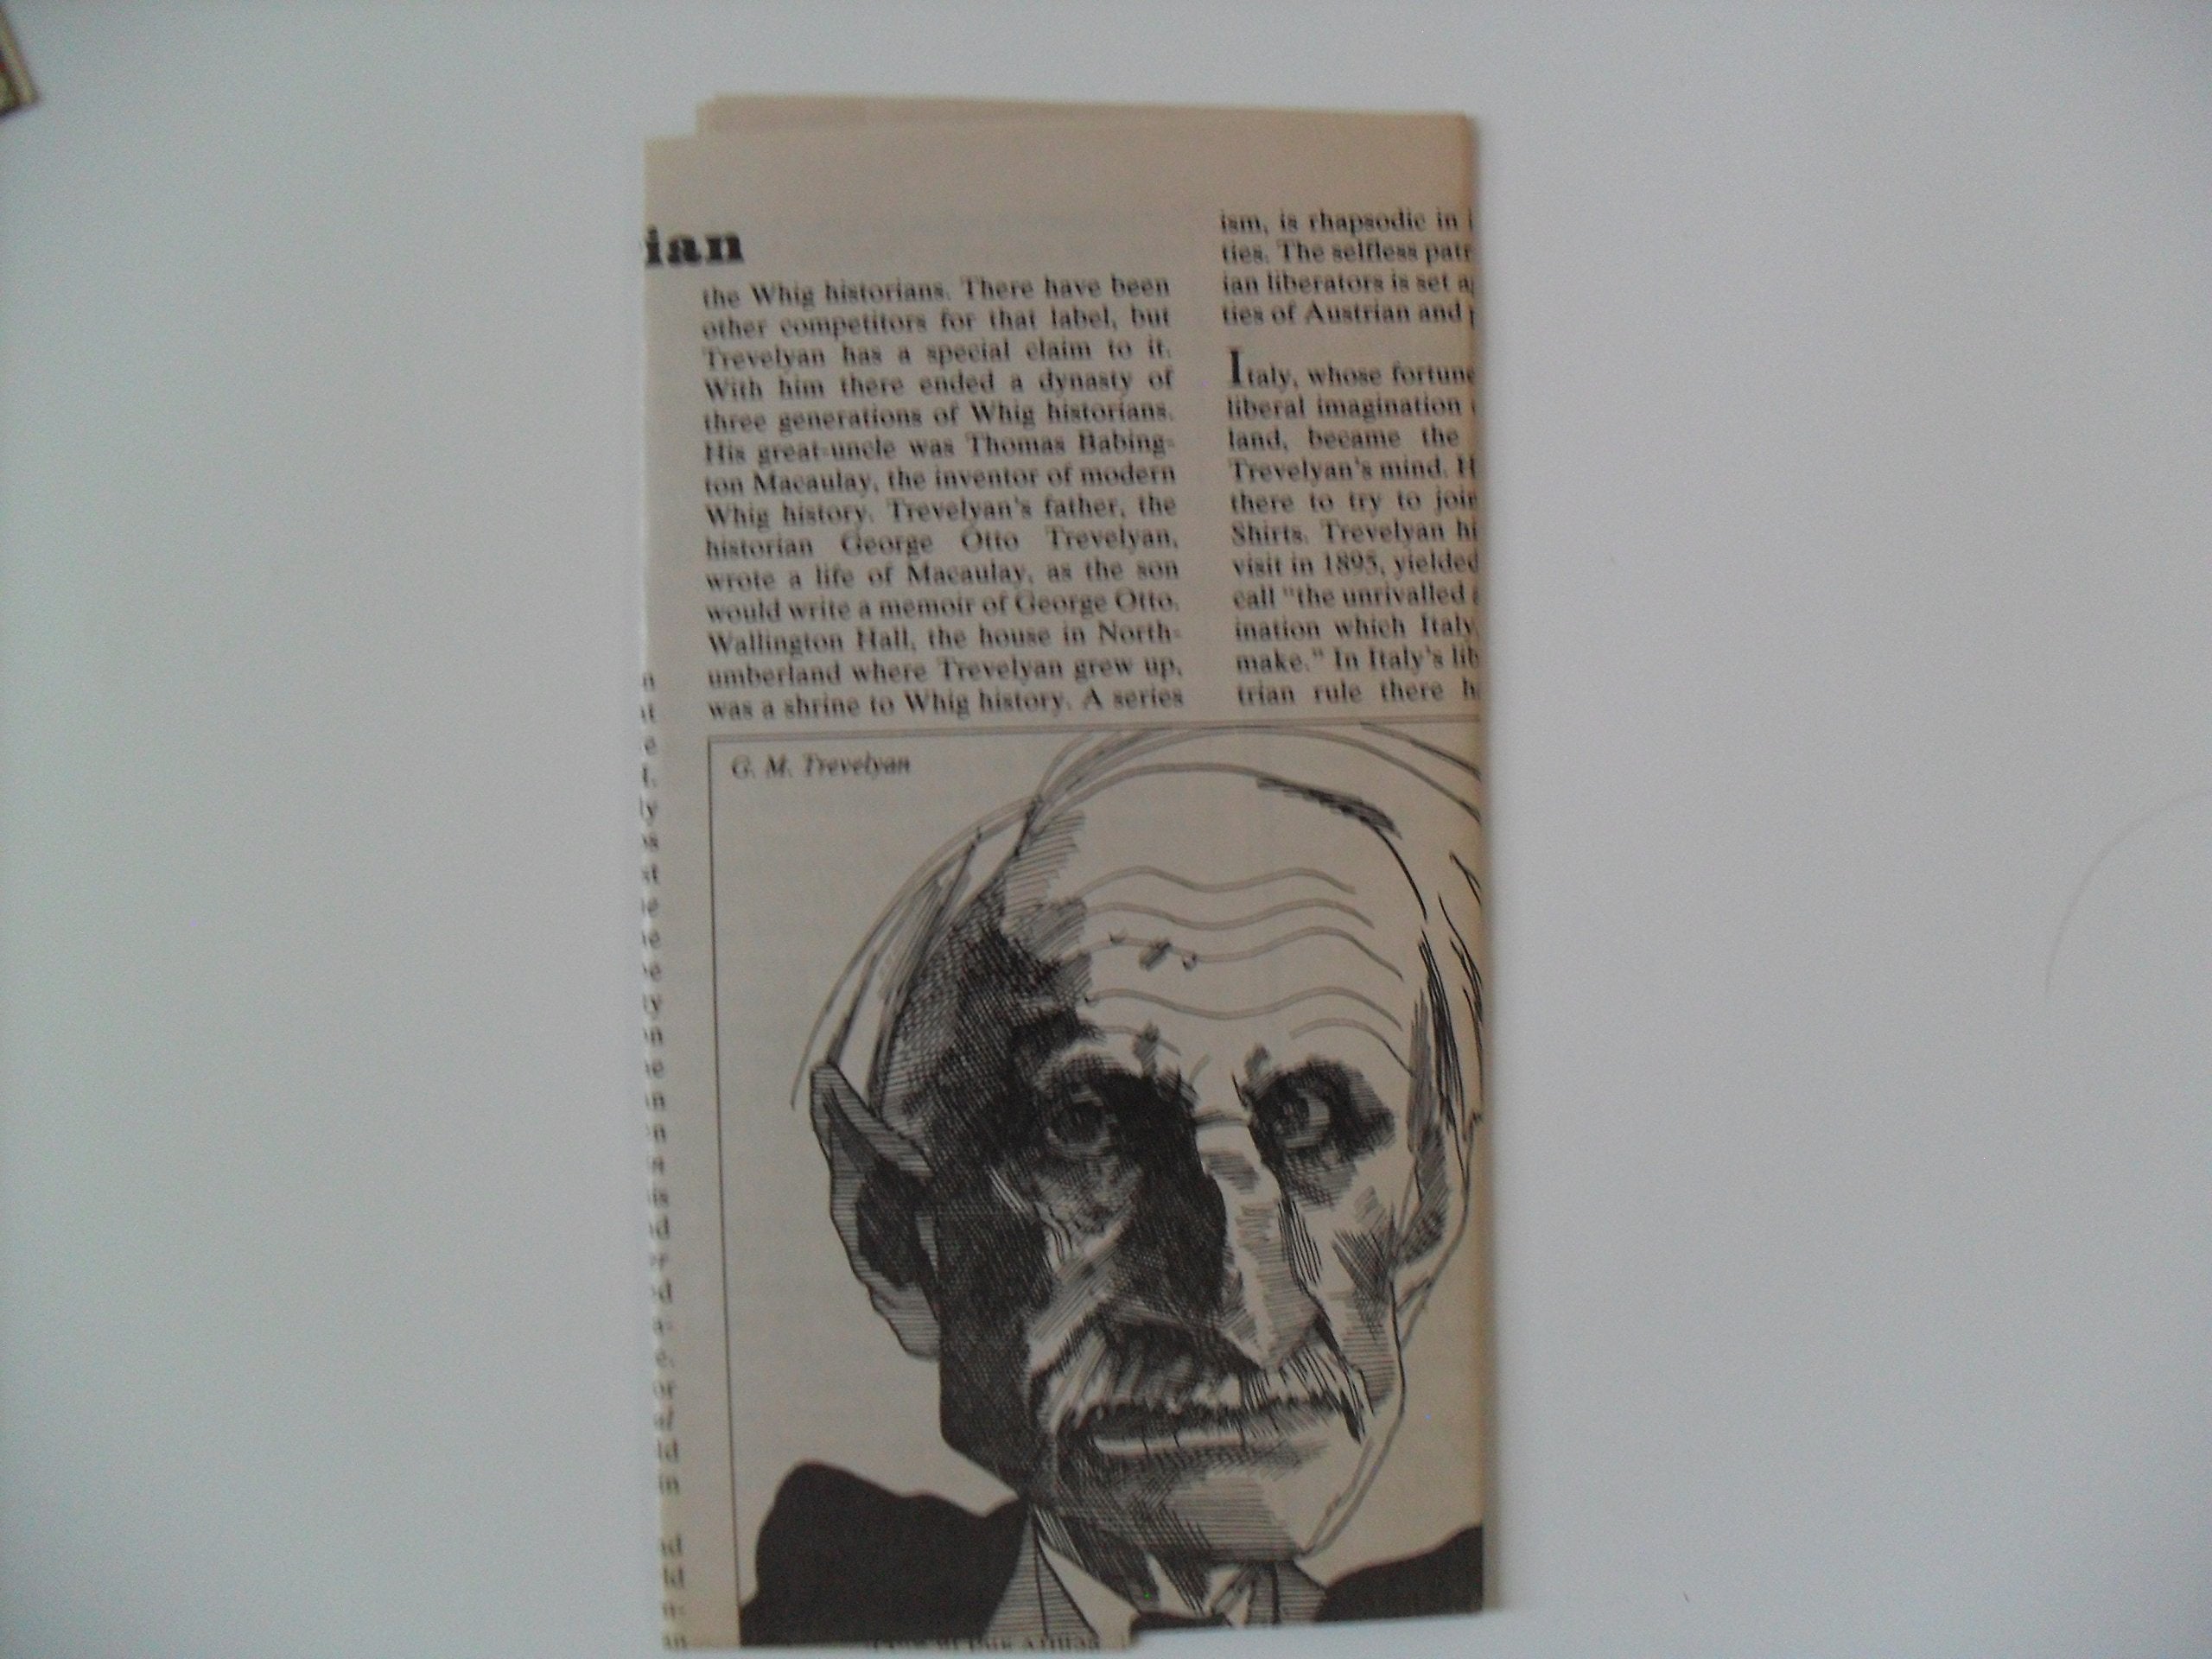 ian
the Whig historians. There have been
other competitors for that label, but
Trevelyan has a special claim to it.
With him there ended a dynasty of
three generations of Whig historians.
His great-uncle was Thomas Babing-
ton Macaulay, the inventor of modern
Whig history. Trevelyan's father, the
historian George Otto Trevelyan,
wrote a life of Macaulay, as the son
would write a memoir of George Otto.
Wallington Hall, the house in North-
umberland where Trevelyan grew up,
was a shrine to Whig history. A series
ism, is rhapsodic in
ties. The selfless
ian liberators is set
ties of Austrian and
Italy, whose
liberal imagination
land, became the
Trevelyan's mind.
there to try to
Shirts. Trevelyan
visit in 1895, yielded
call "the unrivalled
ination which Italy
make." In Italy's
trian rule there
G. M. Trevelyan